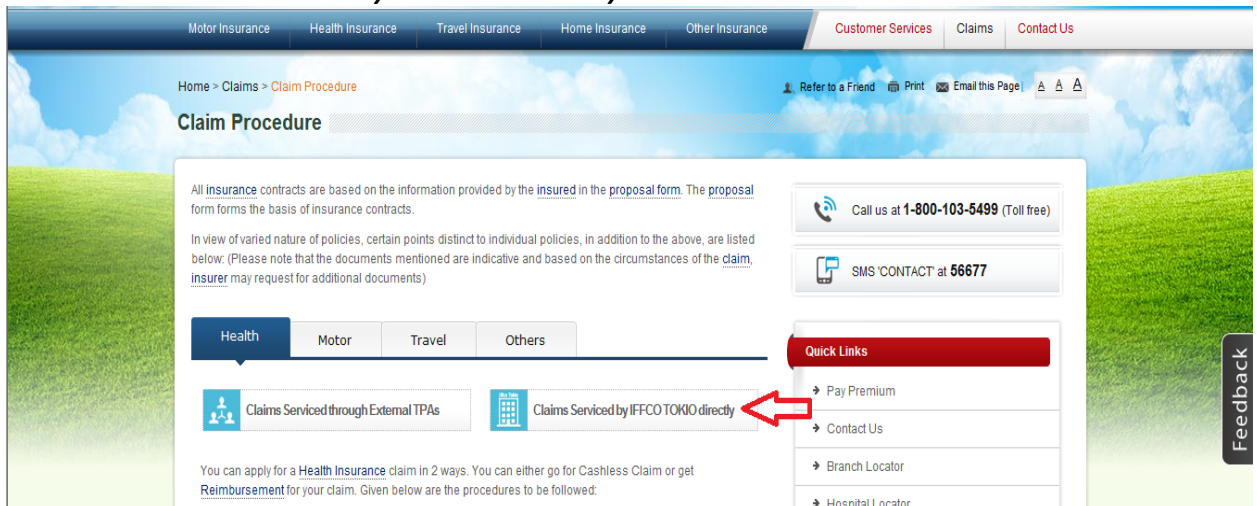 Motor Insurance Health Insurance Travel Insurance Home Insurance Other Insurance Customer Services Claims Contact Us
Home > Claims > Claim Procedure
Refer to a Friend Print Email this Page| A A A
Claim Procedure
All insurance contracts are based on the information provided by the insured in the proposal form. The proposal
form forms the basis of insurance contracts.
In view of varied nature of policies, certain points distinct to individual policies, in addition to the above, are listed
below: (Please note that the documents mentioned are indicative and based on the circumstances of the claim,
insurer may request for additional documents)
Call us at 1-800-103-5499 (Toll free)
SMS 'CONTACT' at 56677
Health Motor Travel Others
Claims Serviced through External TPAs
Claims Serviced by IFFCO TOKIO directly
You can apply for a Health Insurance claim in 2 ways. You can either go for Cashless Claim or get
Reimbursement for your claim. Given below are the procedures to be followed:
Quick Links
Pay Premium
Contact Us
Branch Locator
Hospital Locator
Feedback